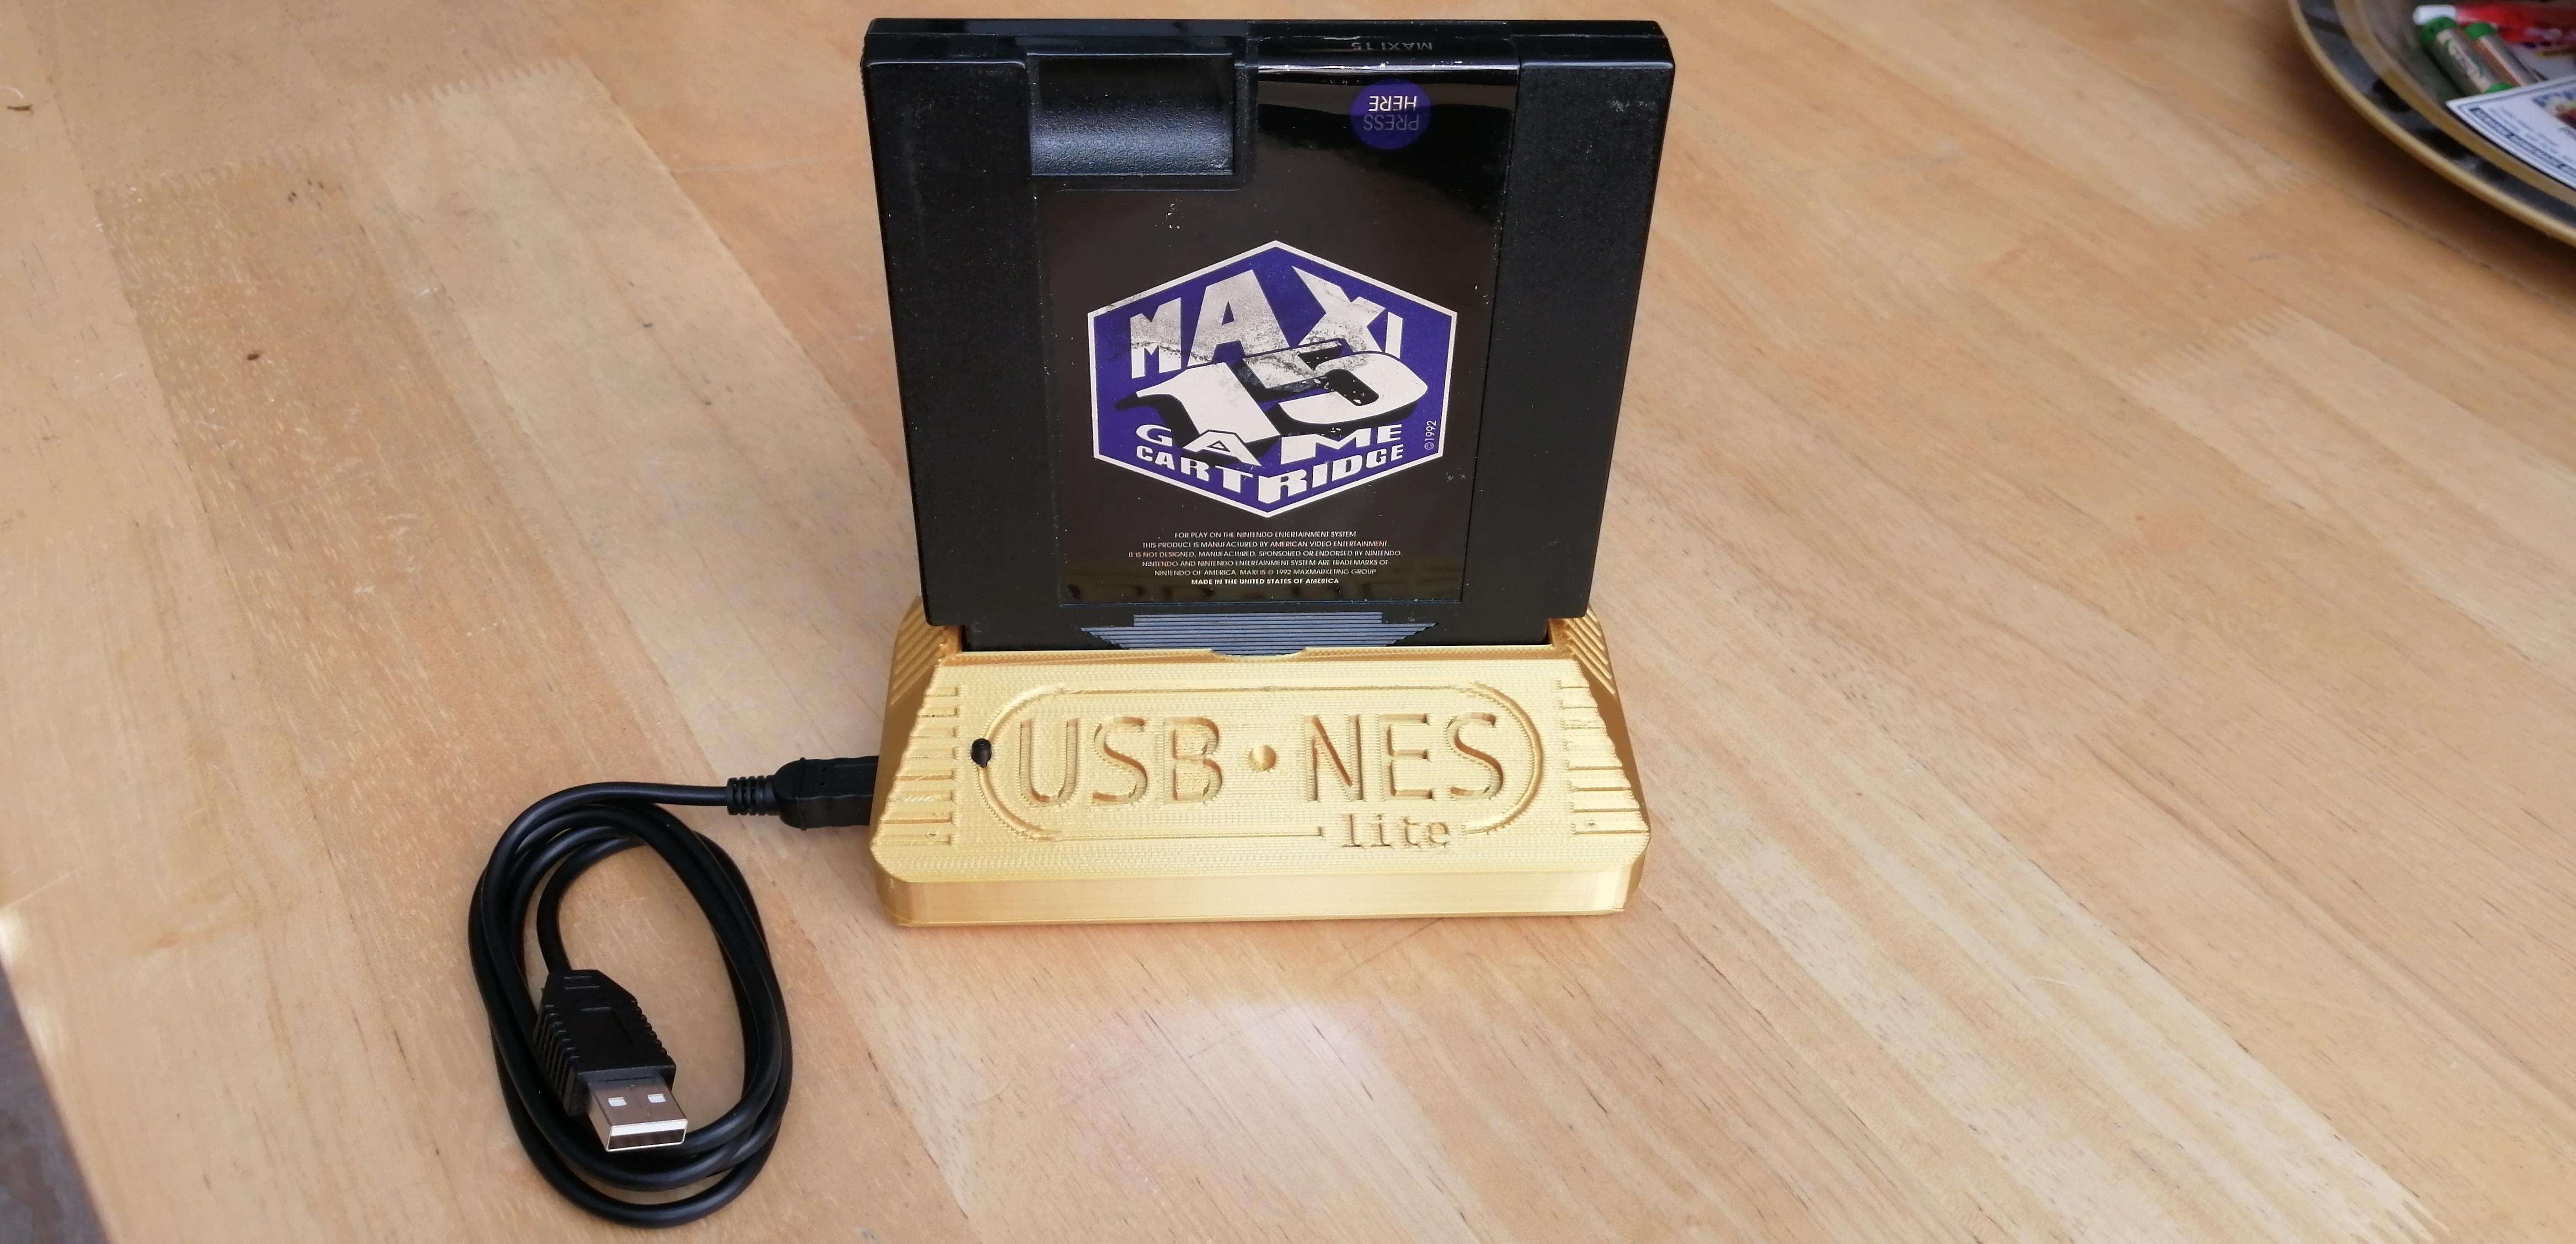 MAXI 15
PRESS
HERE
MAXI
15
GAME
CARTRIDGE
©1992
FOR PLAY ON THE NINTENDO ENTERTAINMENT SYSTEM
THIS PRODUCT IS MANUFACTURED BY AMERICAN VIDEO ENTERTAINMENT.
IT IS NOT DESIGNED, MANUFACTURED, SPONSORED OR ENDORSED BY NINTENDO.
NINTENDO AND NINTENDO ENTERTAINMENT SYSTEM ARE TRADEMARKS OF
NINTENDO OF AMERICA. MAXI 15 © 1992 MAXMARKETING GROUP
MADE IN THE UNITED STATES OF AMERICA
USB·NES
lite